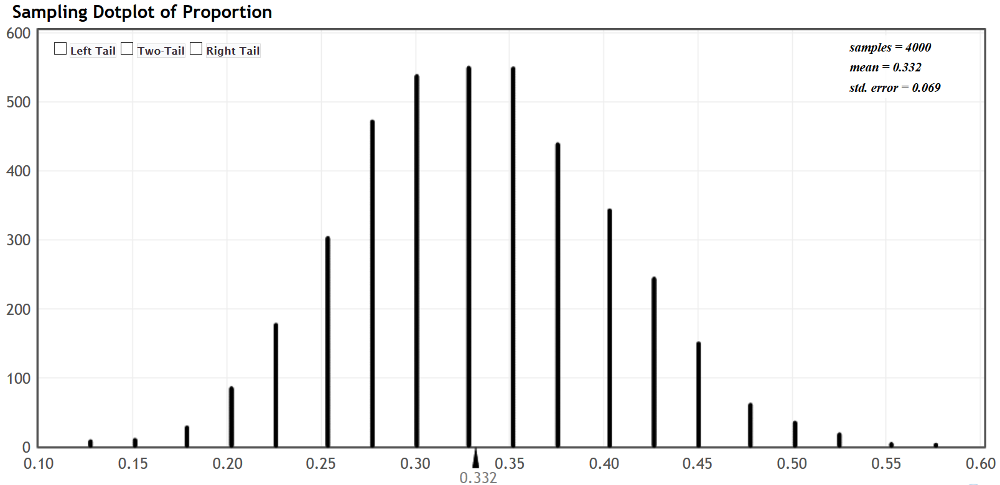 Sampling Dotplot of Proportion
600
Left Tail Two-Tail Right Tail
samples = 4000
mean = 0.332
std. error = 0.069
500
400
300
200
100
0
0.10 0.15 0.20 0.25 0.30 0.35 0.40 0.45 0.50 0.55 0.60
0.332